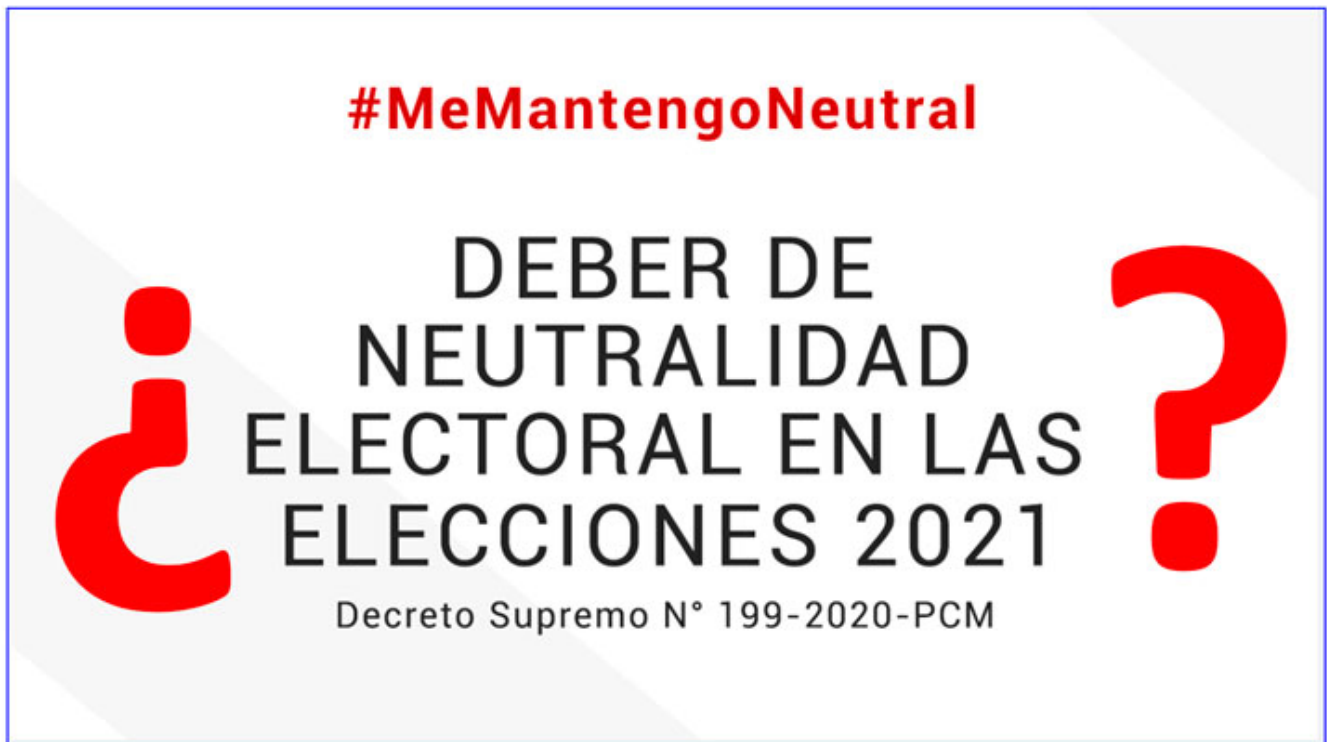 #MeMantengoNeutral
¿
DEBER DE
NEUTRALIDAD
ELECTORAL EN LAS
ELECCIONES 2021
?
Decreto Supremo N° 199-2020-PCM